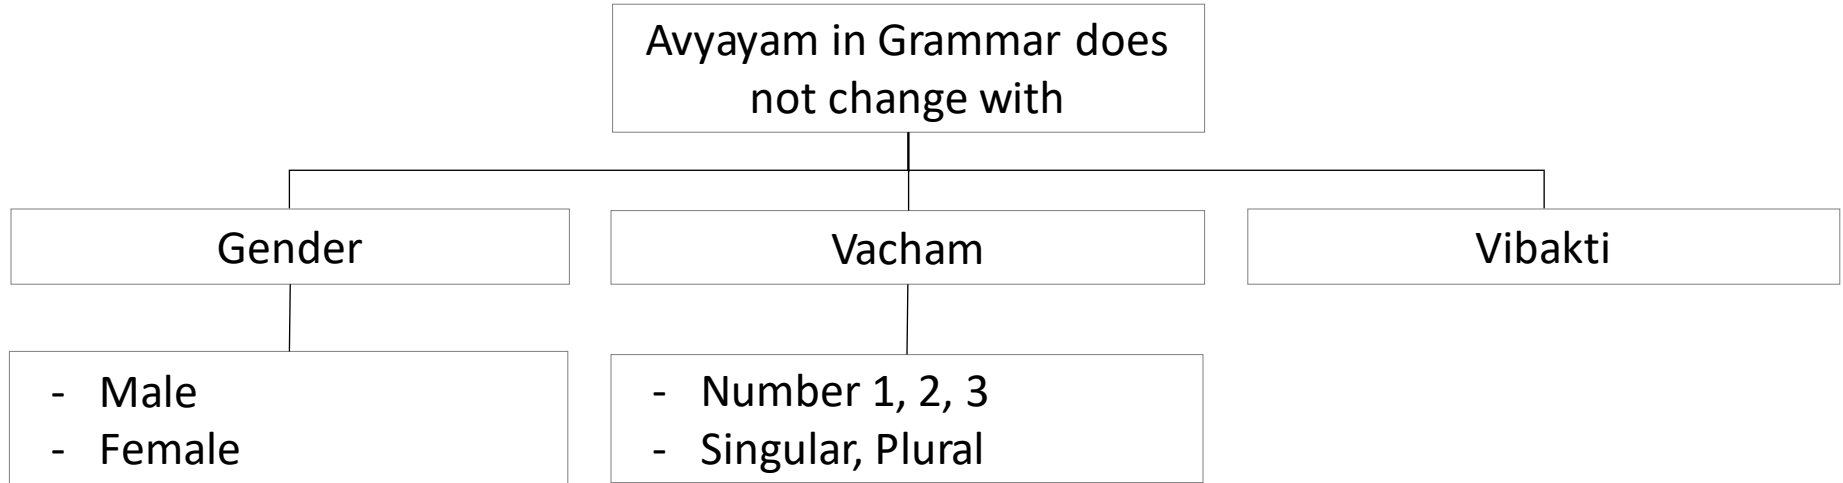 Avyayam in Grammar does
not change with
Gender
Vacham
Vibakti
- Male
- Female
- Number 1, 2, 3
- Singular, Plural